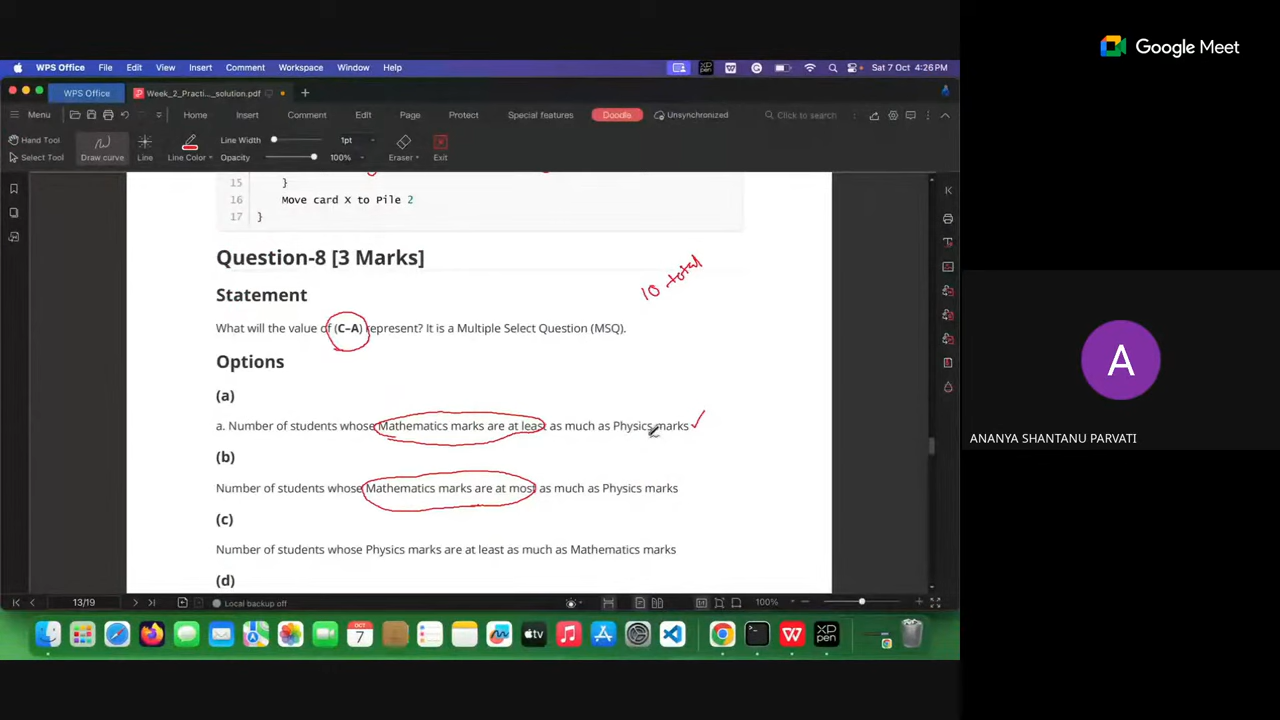 Google Meet
WPS Office File Edit View Insert Comment Workspace Window Help
Sat 7 Oct 4:26 PM
WPS Office
Week_2_Practi..._solution.pdf
Menu Home Insert Comment Edit Page Protect Special features Doodle Unsynchronized Click to search
Hand Tool
Select Tool
Draw curve
Line
Line Color
Line Width 1pt
Opacity 100%
Eraser
Exit
15 }
16 Move card X to Pile 2
17 }
Question-8 [3 Marks]
10 total
Statement
What will the value of (C–A) represent? It is a Multiple Select Question (MSQ).
Options
(a)
a. Number of students whose Mathematics marks are at least as much as Physics marks
(b)
Number of students whose Mathematics marks are at most as much as Physics marks
(c)
Number of students whose Physics marks are at least as much as Mathematics marks
(d)
13/19
Local backup off
100%
A
ANANYA SHANTANU PARVATI